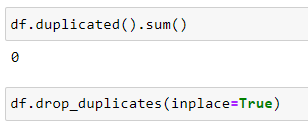 df.duplicated().sum()
0
df.drop_duplicates(inplace=True)